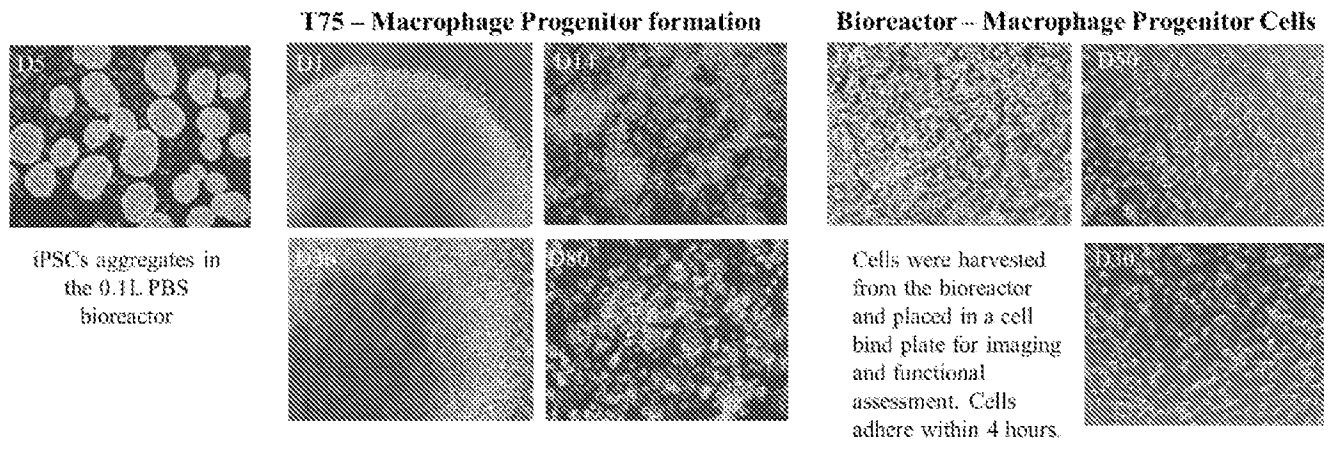 T75 – Macrophage Progenitor formation
Bioreactor – Macrophage Progenitor Cells
D5
D1
D11
D50
iPSCs aggregates in
the 0.1L PBS
bioreactor
D80
Cells were harvested
from the bioreactor
and placed in a cell
bind plate for imaging
and functional
assessment. Cells
adhere within 4 hours.
D30